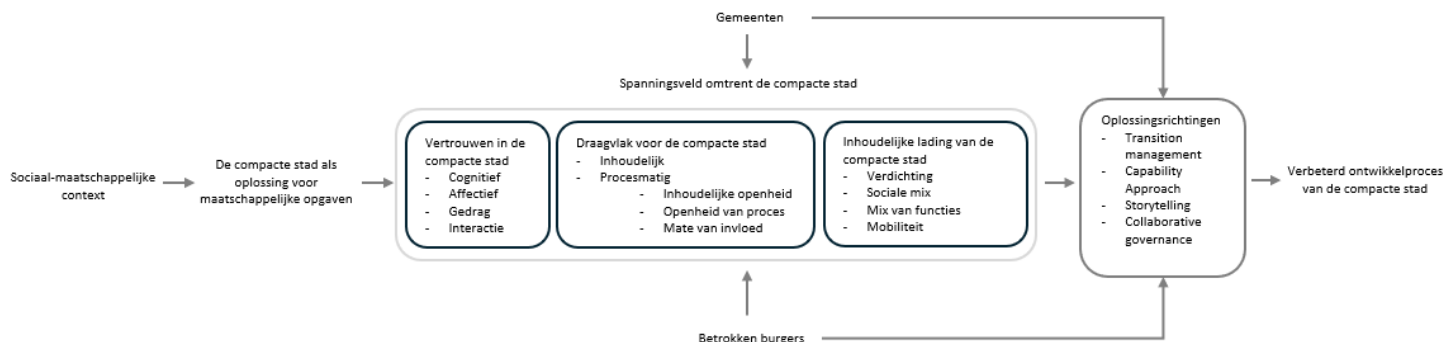 Gemeenten
Spanningsveld omtrent de compacte stad
Sociaal-maatschappelijke
context
De compacte stad als
oplossing voor
maatschappelijke opgaven
Vertrouwen in de
compacte stad
- Cognitief
- Affectief
- Gedrag
- Interactie
Draagvlak voor de compacte stad
- Inhoudelijk
- Procesmatig
- Inhoudelijke openheid
- Openheid van proces
- Mate van invloed
Inhoudelijke lading van de
compacte stad
- Verdichting
- Sociale mix
- Mix van functies
- Mobiliteit
Oplossingsrichtingen
- Transition
management
- Capability
Approach
- Storytelling
- Collaborative
governance
Verbeterd ontwikkelproces
van de compacte stad
Betrokken burgers